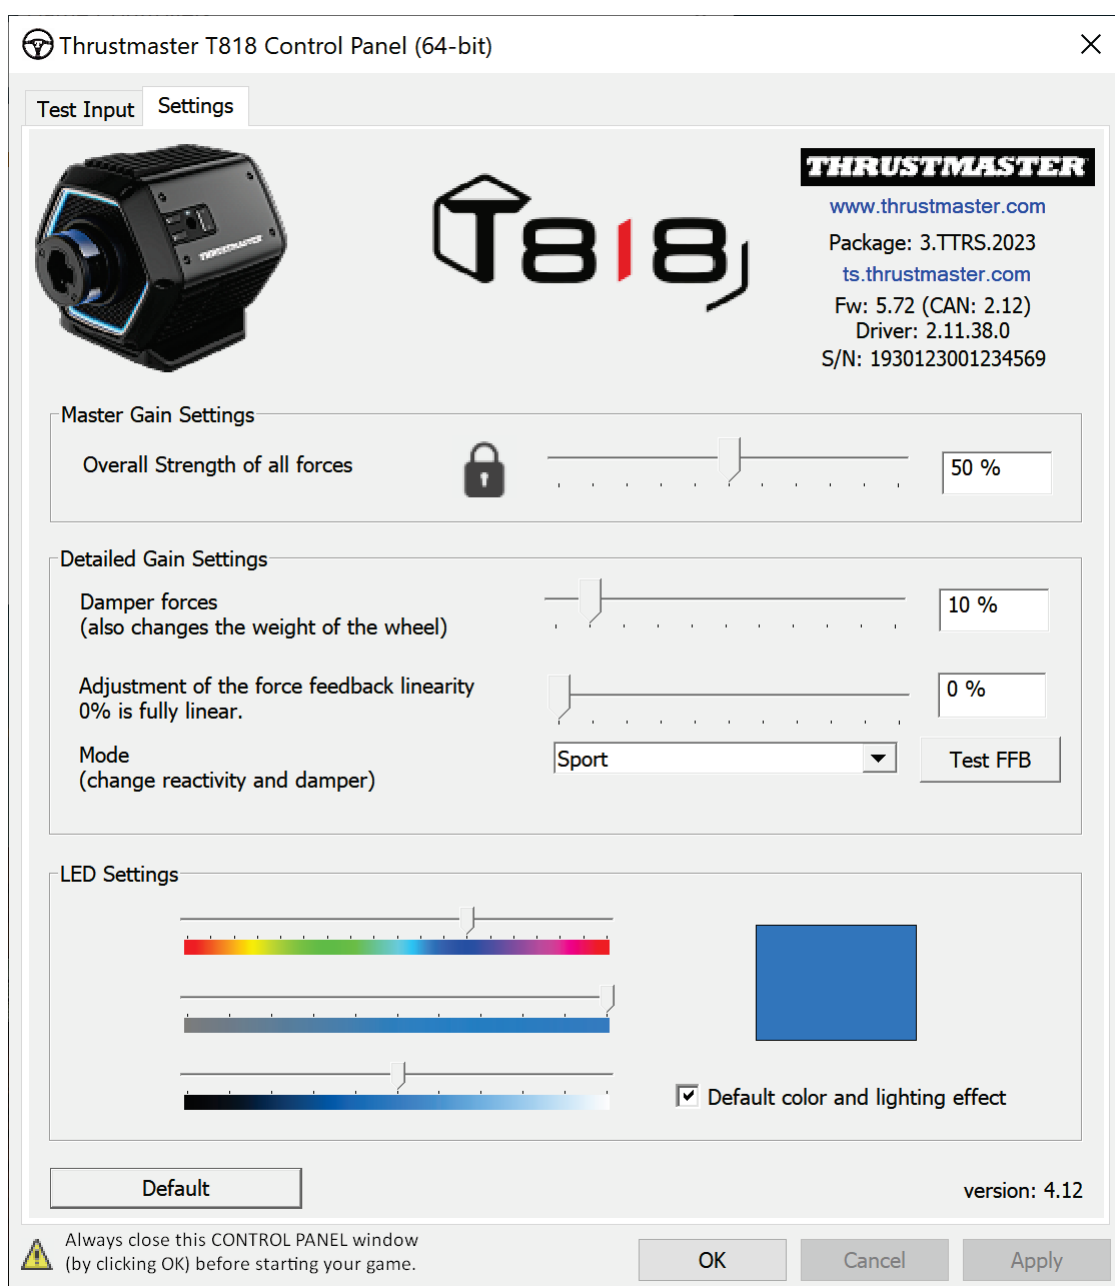 Thrustmaster T818 Control Panel (64-bit)
Test Input
Settings
THRUSTMASTER
T818
THRUSTMASTER
www.thrustmaster.com
Package: 3.TTRS.2023
ts.thrustmaster.com
Fw: 5.72 (CAN: 2.12)
Driver: 2.11.38.0
S/N: 1930123001234569
Master Gain Settings
Overall Strength of all forces
50 %
Detailed Gain Settings
Damper forces
(also changes the weight of the wheel)
10 %
Adjustment of the force feedback linearity
0% is fully linear.
0 %
Mode
(change reactivity and damper)
Sport
Test FFB
LED Settings
Default color and lighting effect
Default
version: 4.12
Always close this CONTROL PANEL window
(by clicking OK) before starting your game.
OK
Cancel
Apply